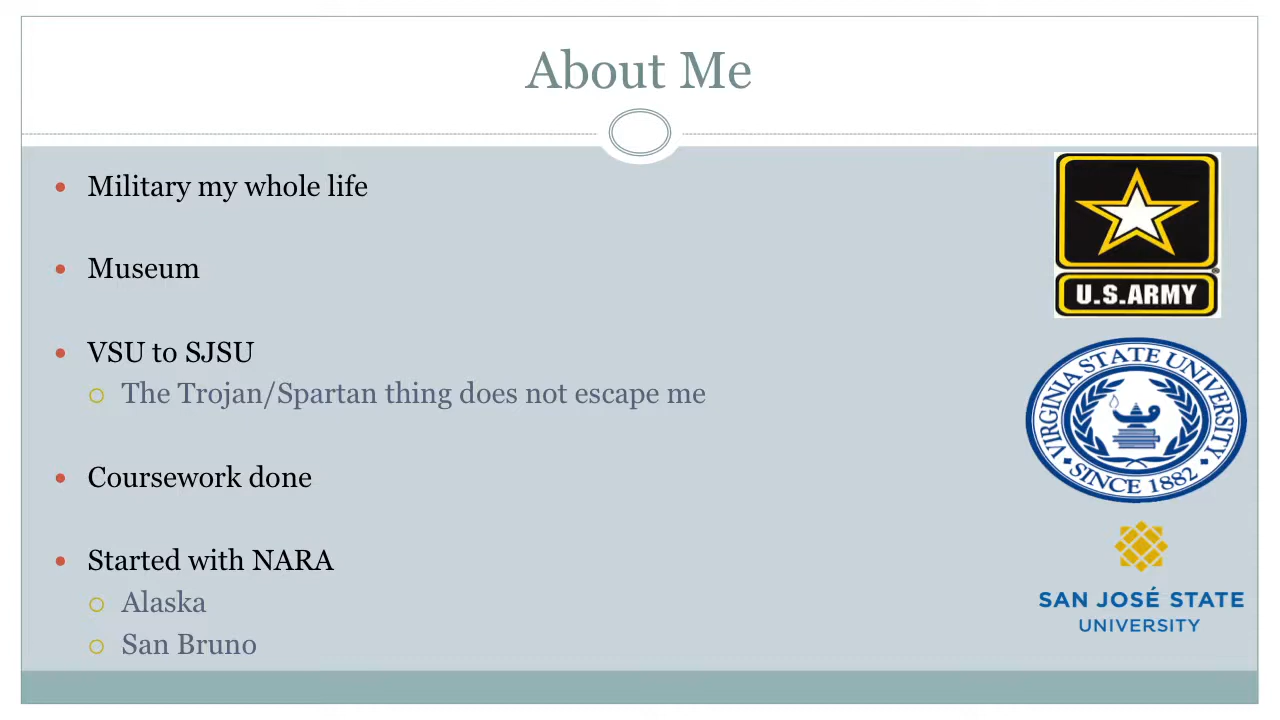 About Me
Military my whole life
Museum
VSU to SJSU
The Trojan/Spartan thing does not escape me
Coursework done
Started with NARA
Alaska
San Bruno
U.S.ARMY
VIRGINIA STATE UNIVERSITY
SINCE 1882
SAN JOSÉ STATE
UNIVERSITY